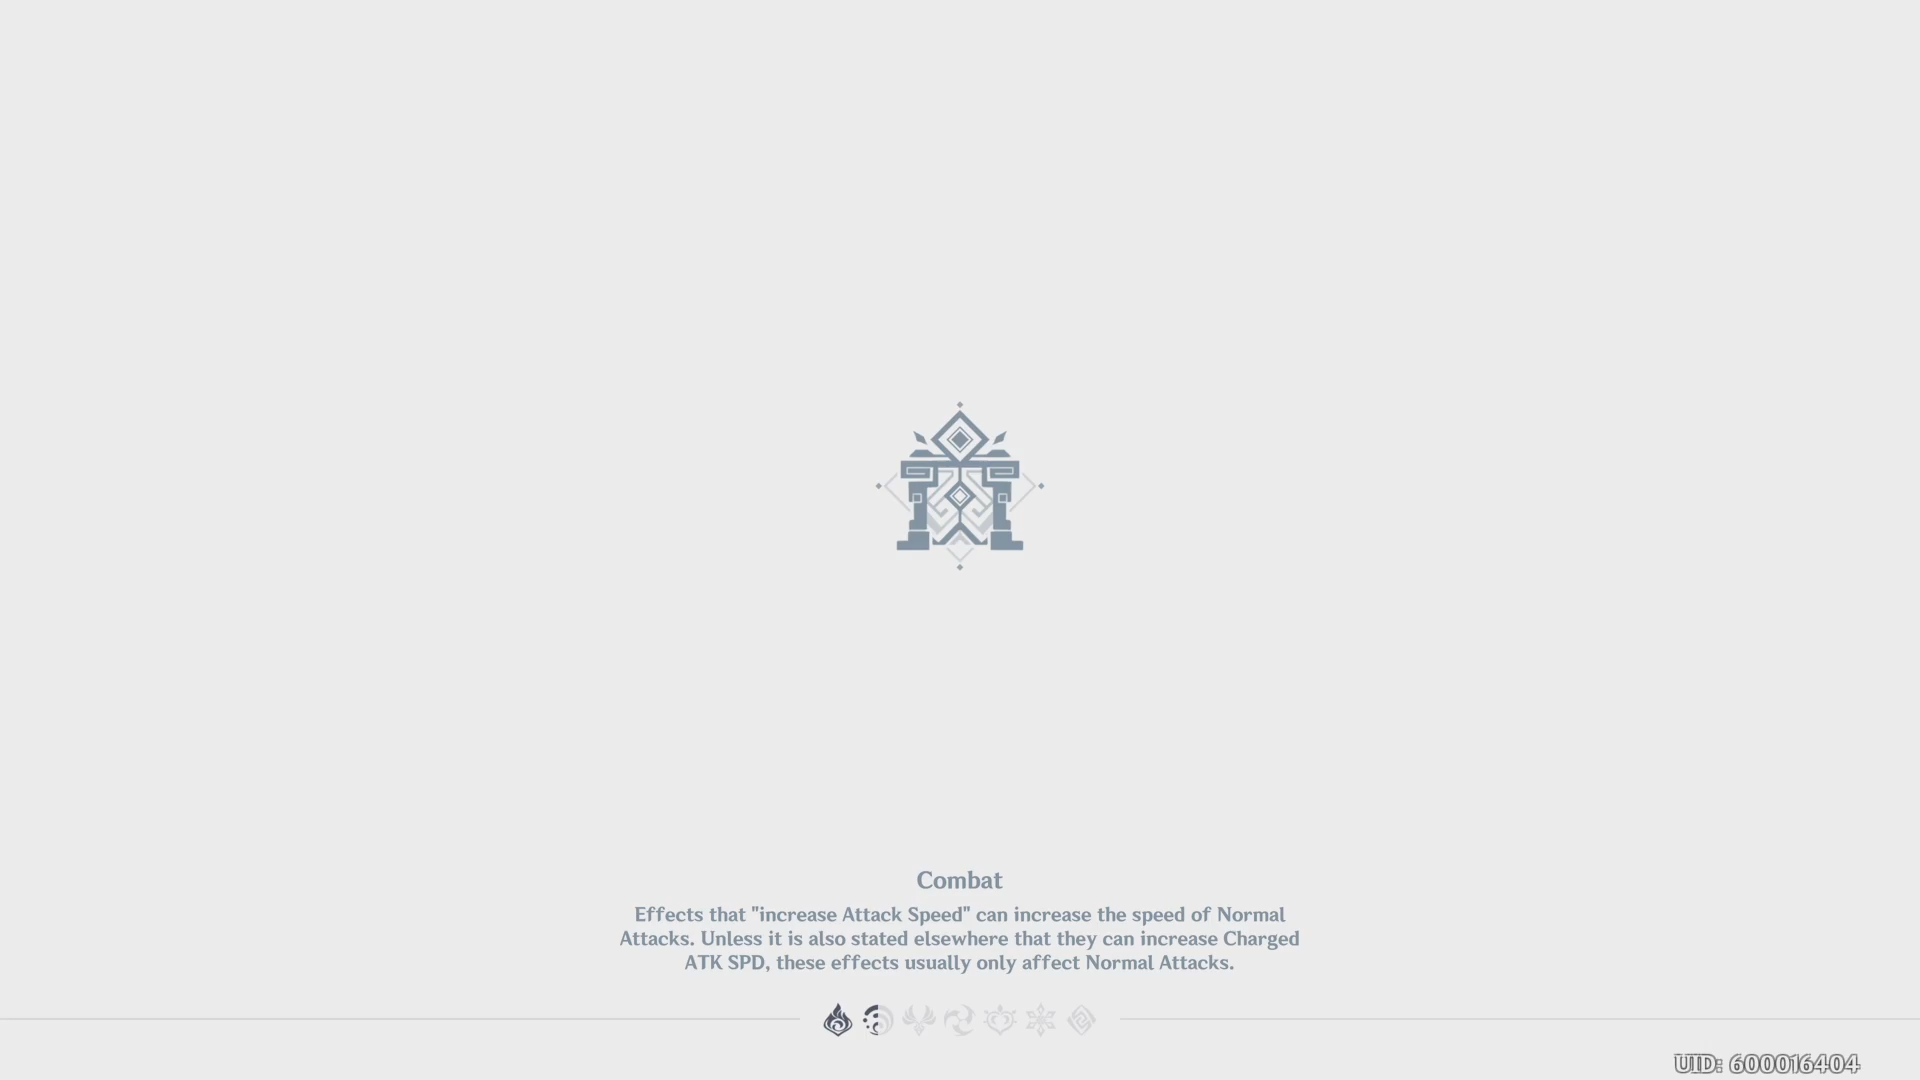 Combat
Effects that "increase Attack Speed" can increase the speed of Normal
Attacks. Unless it is also stated elsewhere that they can increase Charged
ATK SPD, these effects usually only affect Normal Attacks.
UID: 600016404